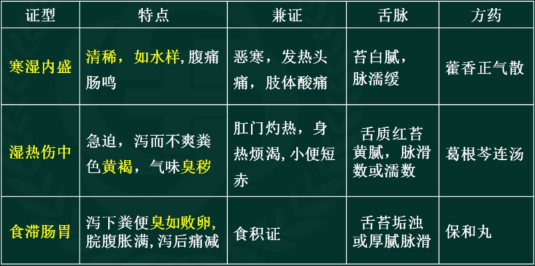 证型 特点 兼证 舌脉 方药
寒湿内盛
清稀，如水样,腹痛
肠鸣
恶寒，发热头
痛，肢体酸痛
苔白腻，
脉濡缓
藿香正气散
湿热伤中
急迫，泻而不爽粪
色黄褐，气味臭秽
肛门灼热，身
热烦渴,小便短
赤
舌质红苔
黄腻，脉滑
数或濡数
葛根芩连汤
食滞肠胃
泻下粪便臭如败卵,
脘腹胀满,泻后痛减
食积证
舌苔垢浊
或厚腻脉滑
保和丸